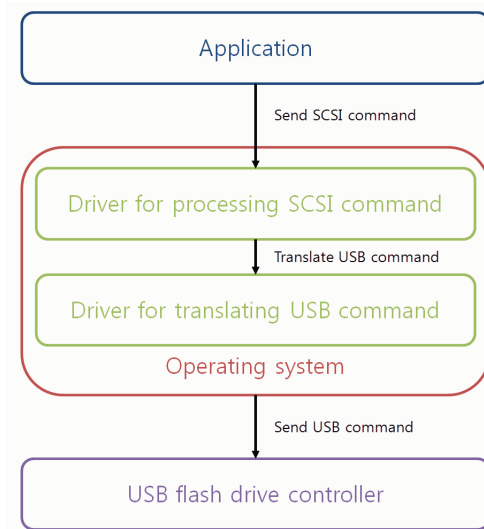 Application
Send SCSI command
Driver for processing SCSI command
Translate USB command
Driver for translating USB command
Operating system
Send USB command
USB flash drive controller